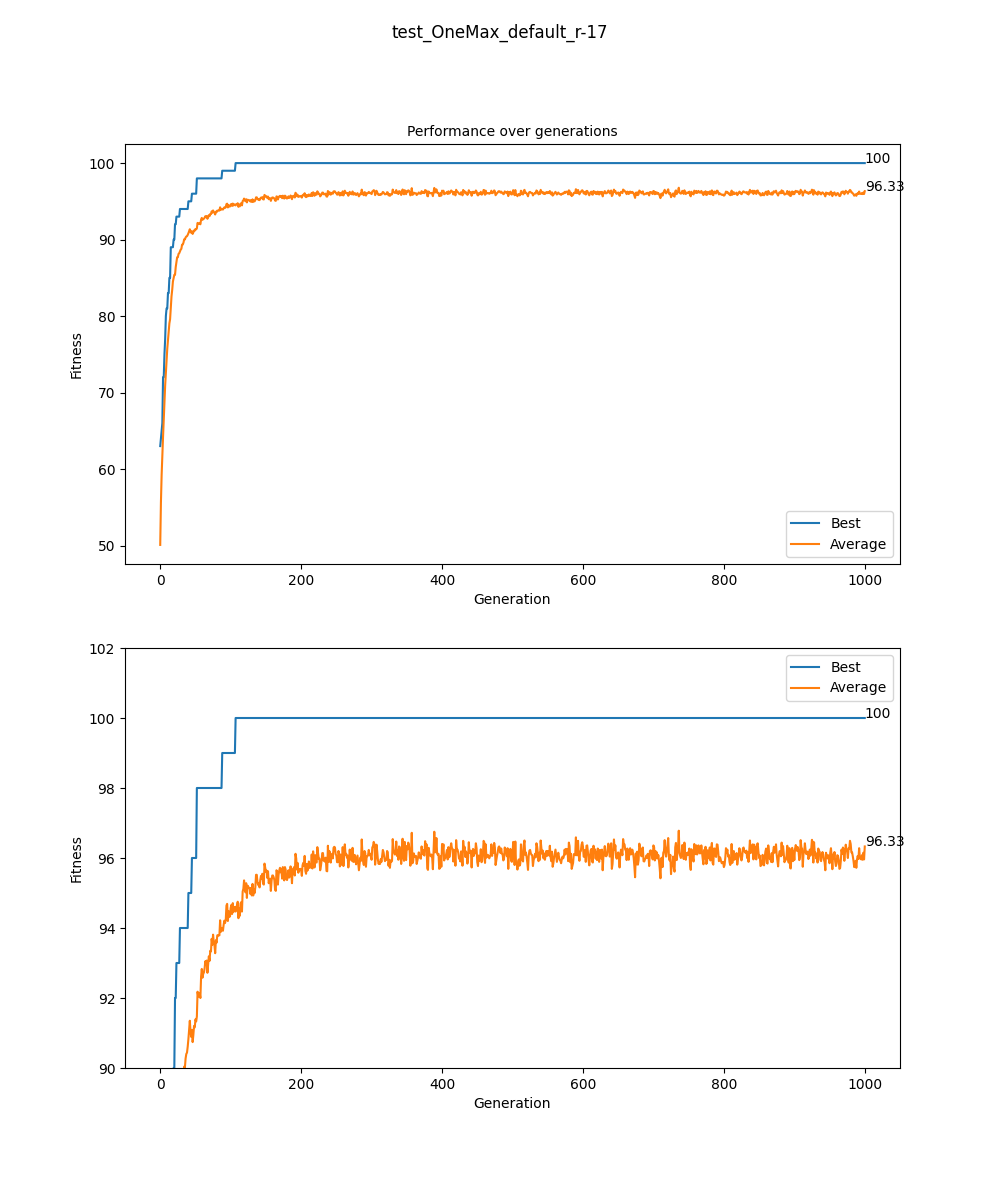 test_OneMax_default_r-17
Performance over generations
100
96.33
100
90
80
70
60
50
Fitness
Best
Average
0 200 400 600 800 1000
Generation
102
100
98
96
94
92
90
Fitness
Best
Average
100
96.33
0 200 400 600 800 1000
Generation